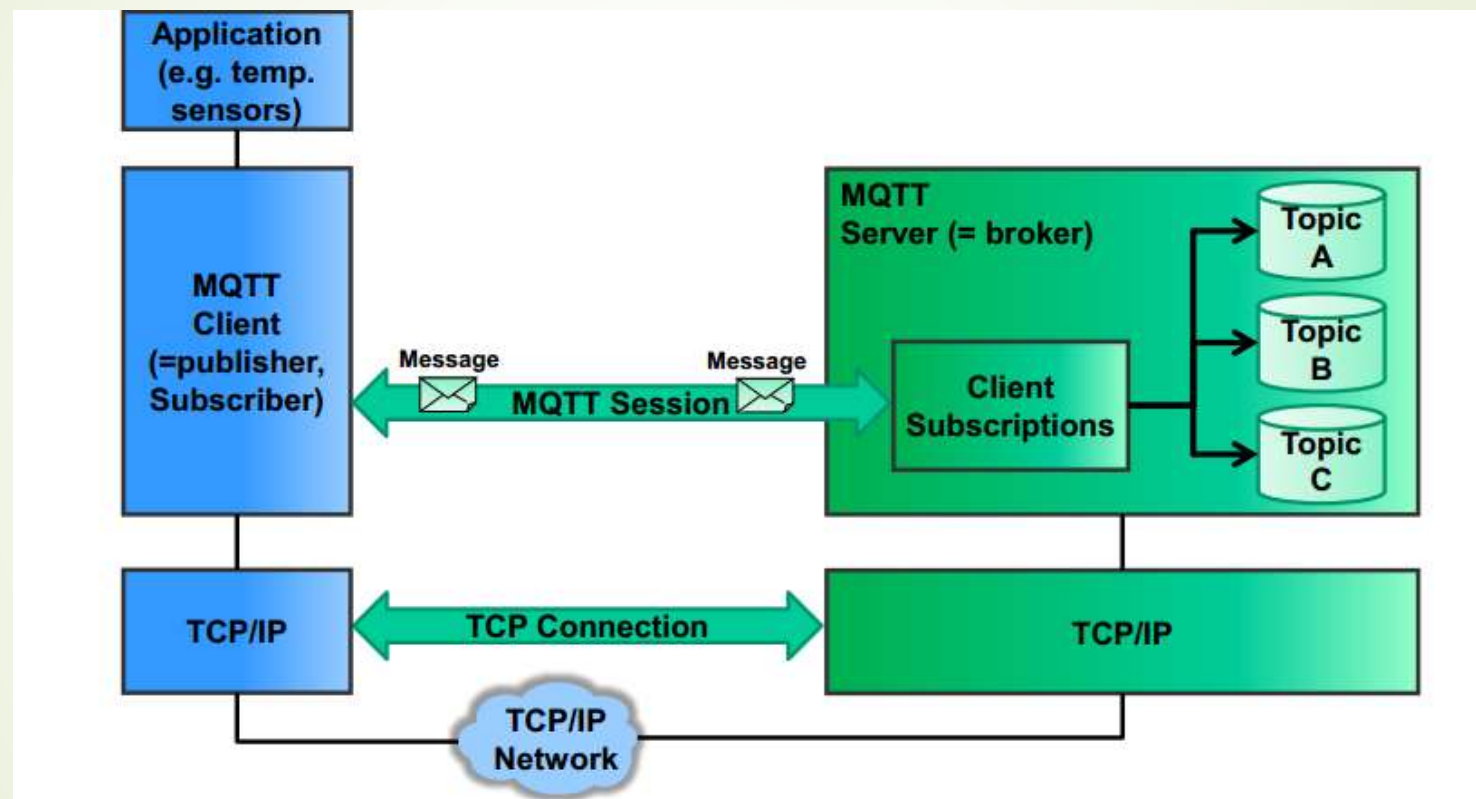 Application
(e.g. temp.
sensors)
MQTT
Client
(=publisher,
Subscriber)
Message
Message
MQTT Session
MQTT
Server (= broker)
Client
Subscriptions
Topic
A
Topic
B
Topic
C
TCP/IP
TCP Connection
TCP/IP
TCP/IP
Network